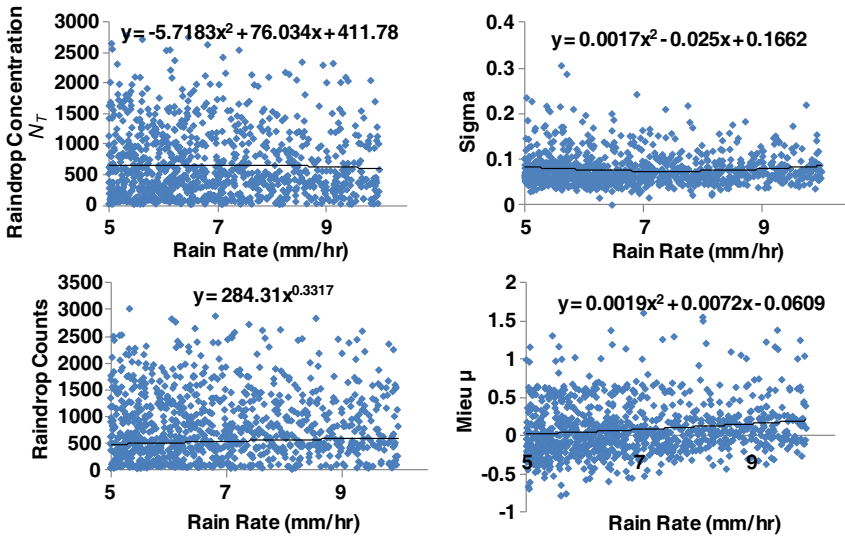 y = -5.7183x² + 76.034x + 411.78
Raindrop Concentration
N_T
3000
2500
2000
1500
1000
500
0
5 7 9
Rain Rate (mm/hr)
y = 0.0017x² - 0.025x + 0.1662
Sigma
0.4
0.3
0.2
0.1
0
5 7 9
Rain Rate (mm/hr)
y = 284.31x^0.3317
Raindrop Counts
3500
3000
2500
2000
1500
1000
500
0
5 7 9
Rain Rate (mm/hr)
y = 0.0019x² + 0.0072x - 0.0609
Mieu μ
2
1.5
1
0.5
0
-0.5
-1
5 7 9
Rain Rate (mm/hr)